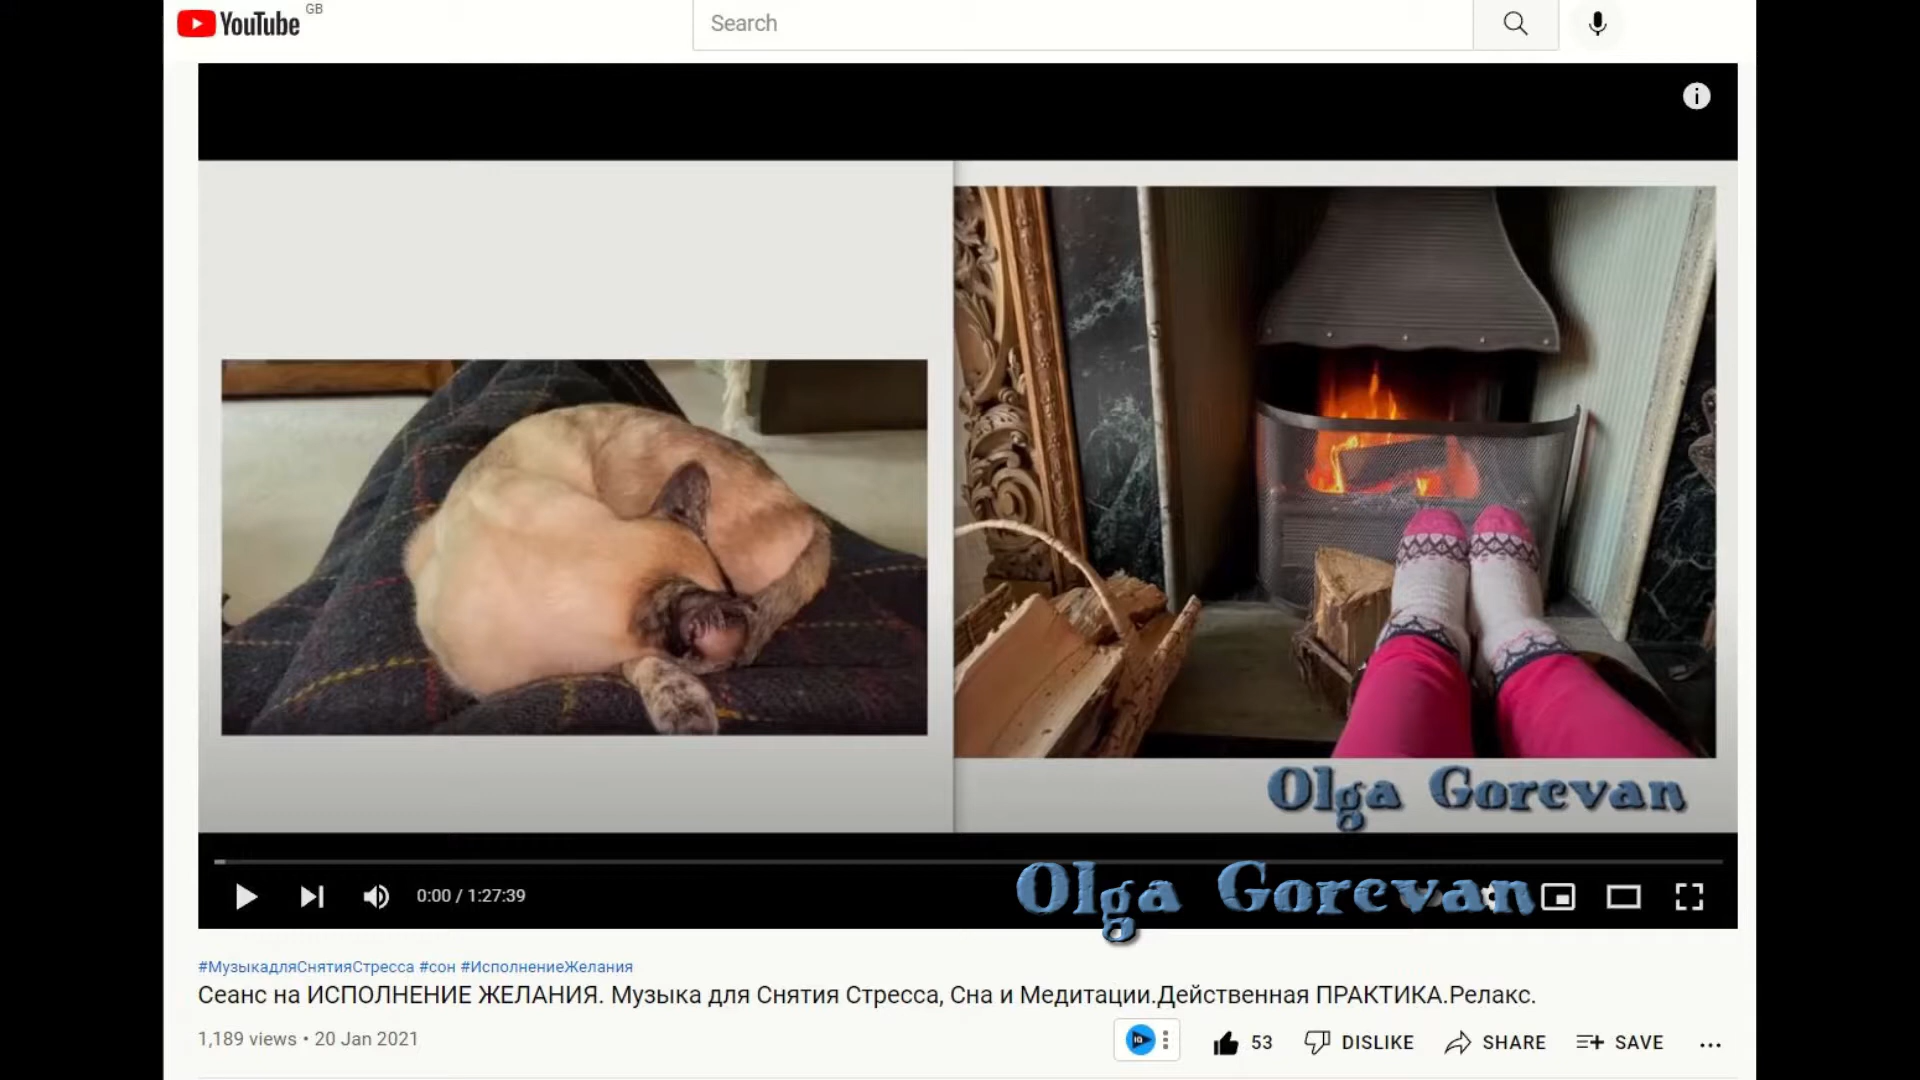 YouTube GB
Search
Olga Gorevan
0:00 / 1:27:39
Olga Gorevan
#МузыкадляСнятияСтресса #сон #ИсполнениеЖелания
Сеанс на ИСПОЛНЕНИЕ ЖЕЛАНИЯ. Музыка для Снятия Стресса, Сна и Медитации.Действенная ПРАКТИКА.Релакс.
1,189 views • 20 Jan 2021
IQ
53 DISLIKE SHARE SAVE